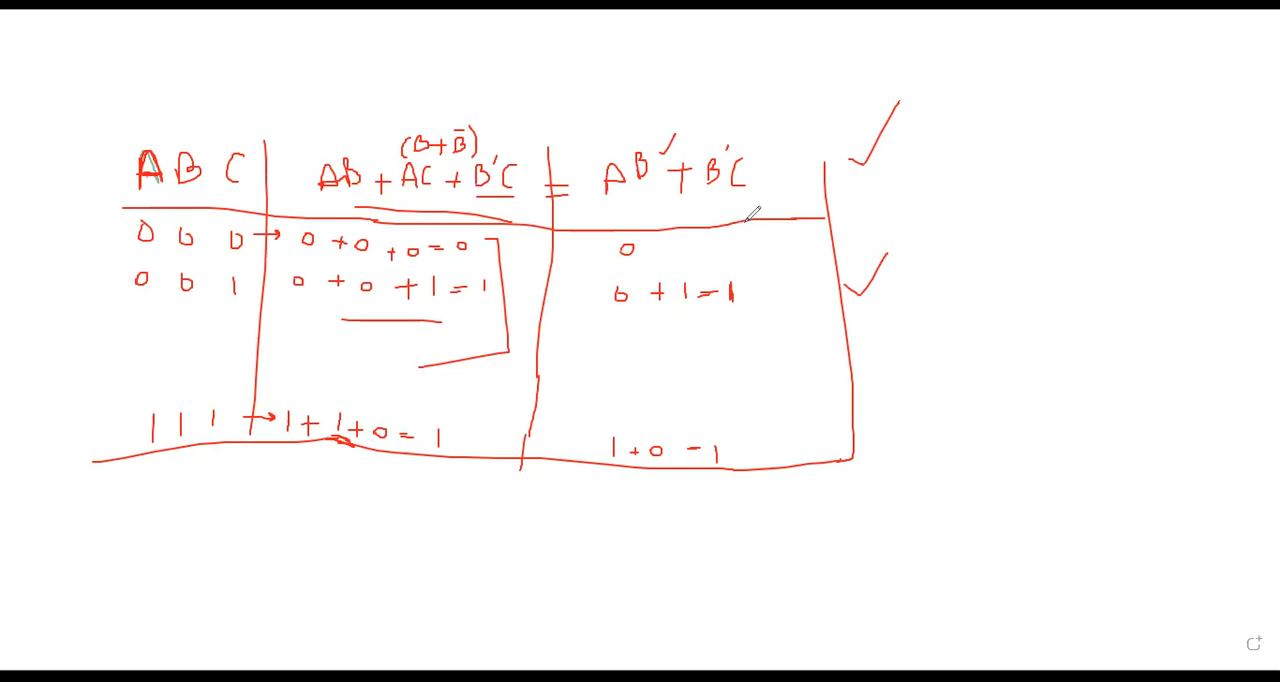 (B+B̄)
A B C AB + AC + B'C = AB + B'C
0 0 0 → 0 + 0 + 0 = 0 0
0 0 1 0 + 0 + 1 = 1 0 + 1 = 1
1 1 1 → 1 + 1 + 0 = 1 1 + 0 = 1